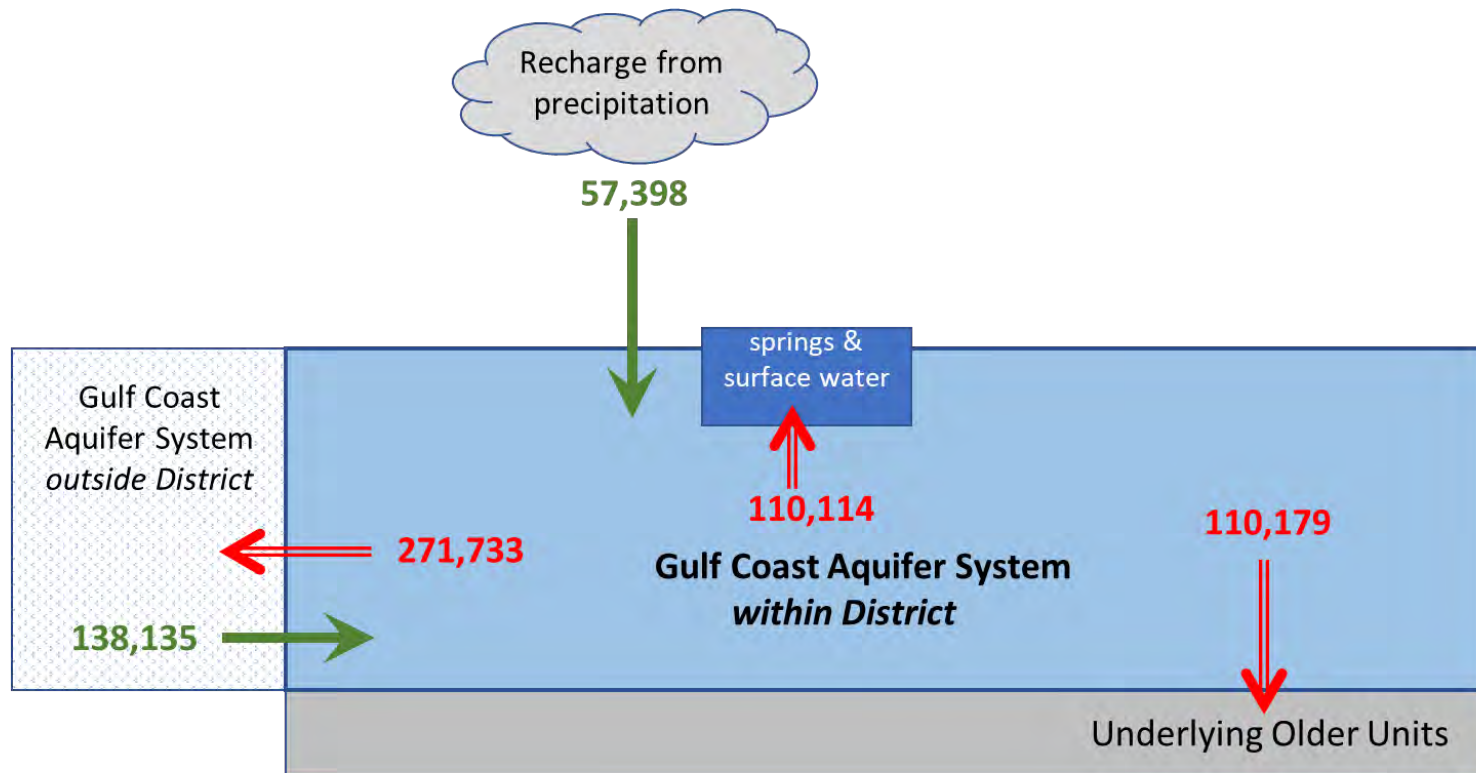 Recharge from
precipitation
57,398
springs &
surface water
Gulf Coast
Aquifer System
outside District
110,114
110,179
271,733
Gulf Coast Aquifer System
within District
138,135
Underlying Older Units